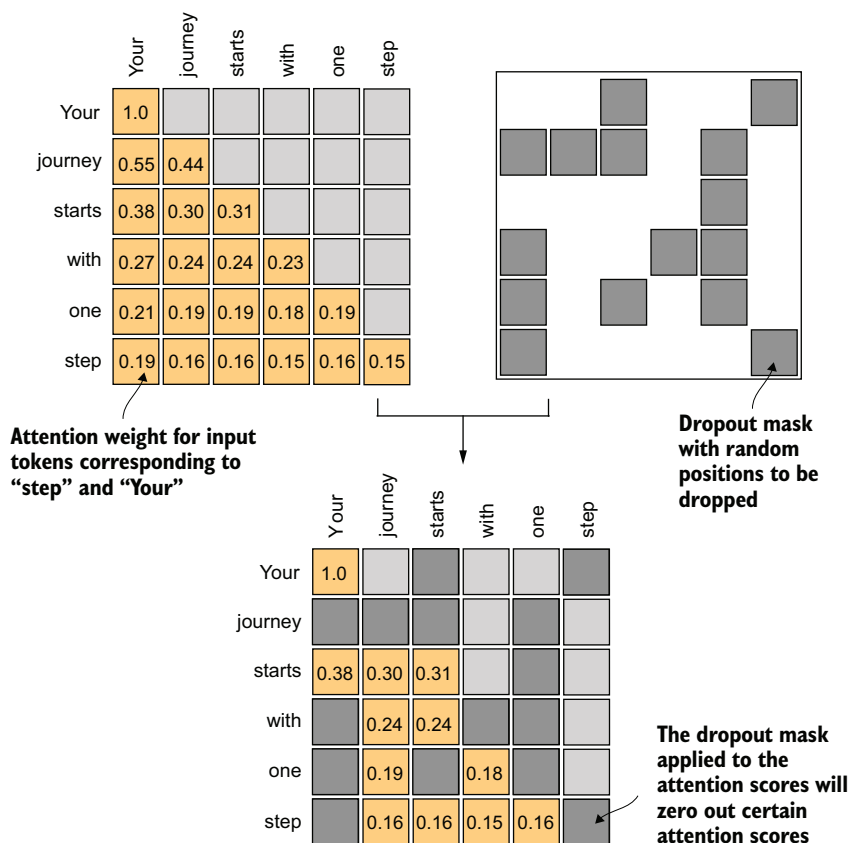 Your journey starts with one step
Your 1.0
journey 0.55 0.44
starts 0.38 0.30 0.31
with 0.27 0.24 0.24 0.23
one 0.21 0.19 0.19 0.18 0.19
step 0.19 0.16 0.16 0.15 0.16 0.15
Attention weight for input
tokens corresponding to
“step” and “Your”
Dropout mask
with random
positions to be
dropped
Your journey starts with one step
Your 1.0
journey
starts 0.38 0.30 0.31
with 0.24 0.24
one 0.19 0.18
step 0.16 0.16 0.15 0.16
The dropout mask
applied to the
attention scores will
zero out certain
attention scores